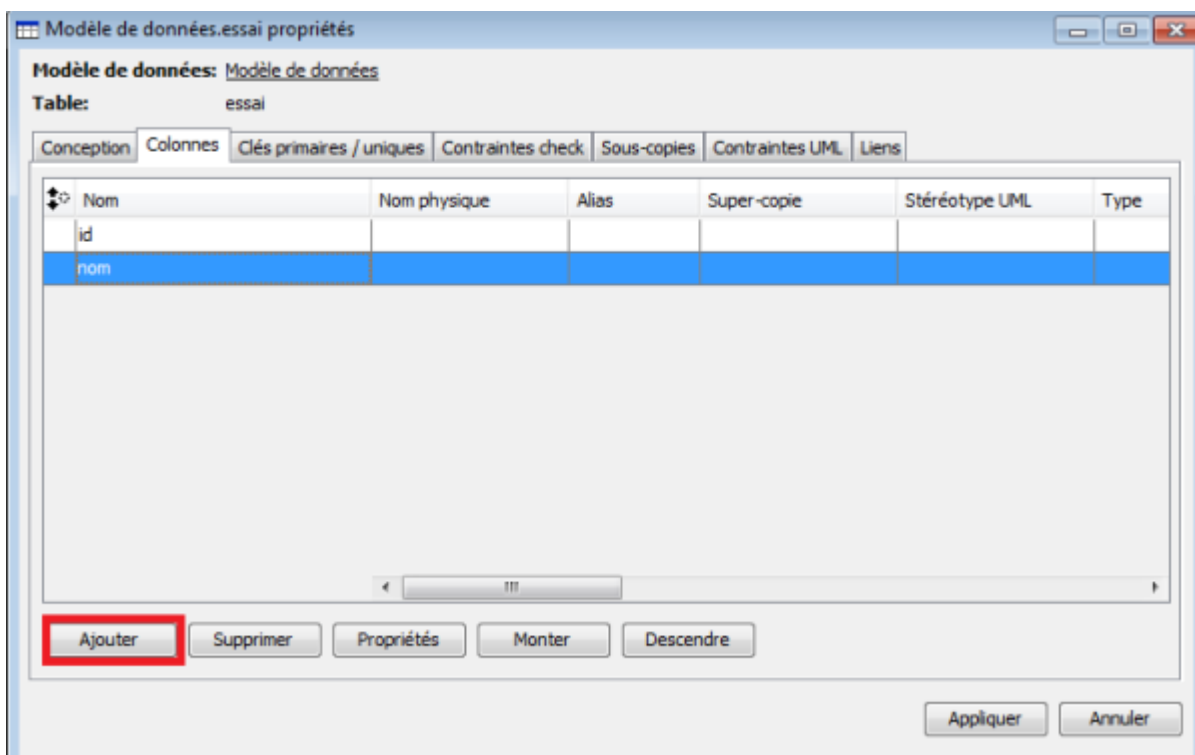 Modèle de données.essai propriétés
Modèle de données: Modèle de données
Table: essai
Conception Colonnes Clés primaires / uniques Contraintes check Sous-copies Contraintes UML Liens
Nom Nom physique Alias Super-copie Stéréotype UML Type
id
nom
Ajouter Supprimer Propriétés Monter Descendre
Appliquer Annuler